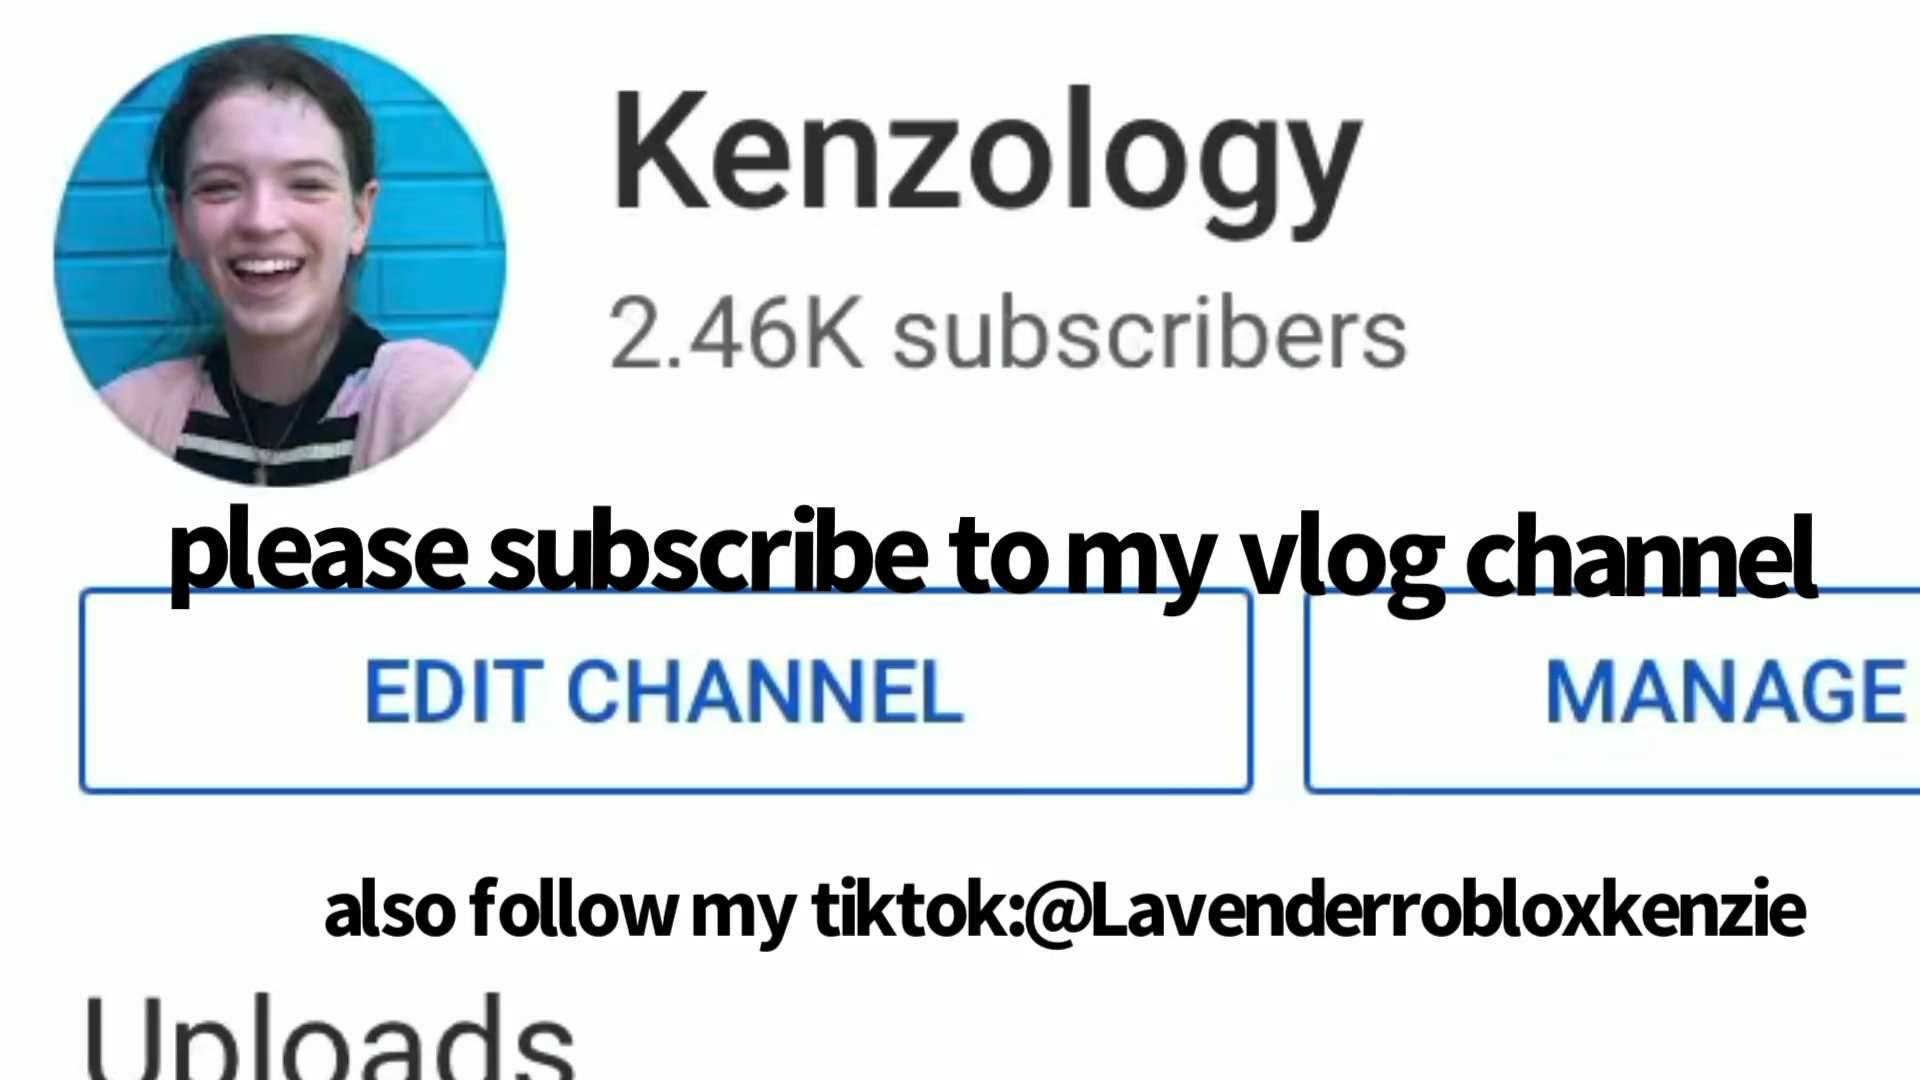 Kenzology
2.46K subscribers
please subscribe to my vlog channel
EDIT CHANNEL
MANAGE
also follow my tiktok:@Lavenderrobloxkenzie
Uploads